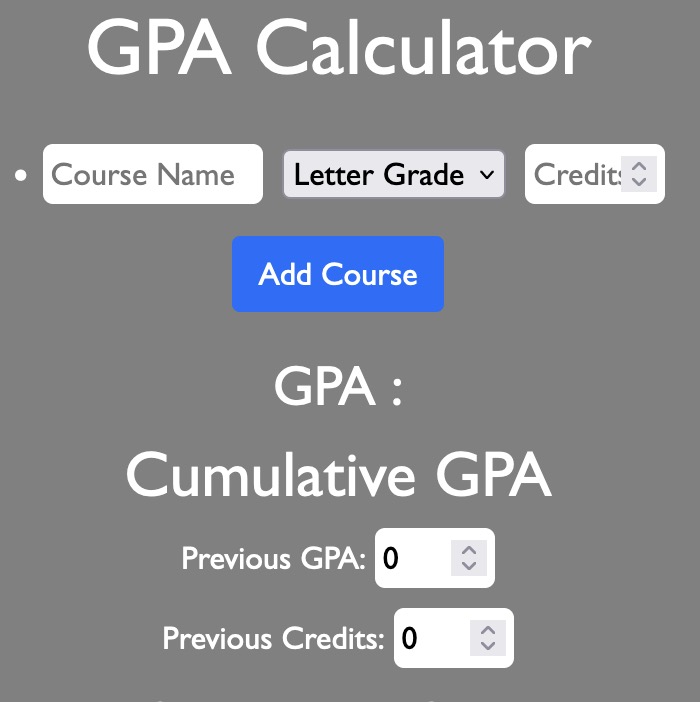 GPA Calculator
Course Name Letter Grade Credits
Add Course
GPA :
Cumulative GPA
Previous GPA: 0
Previous Credits: 0